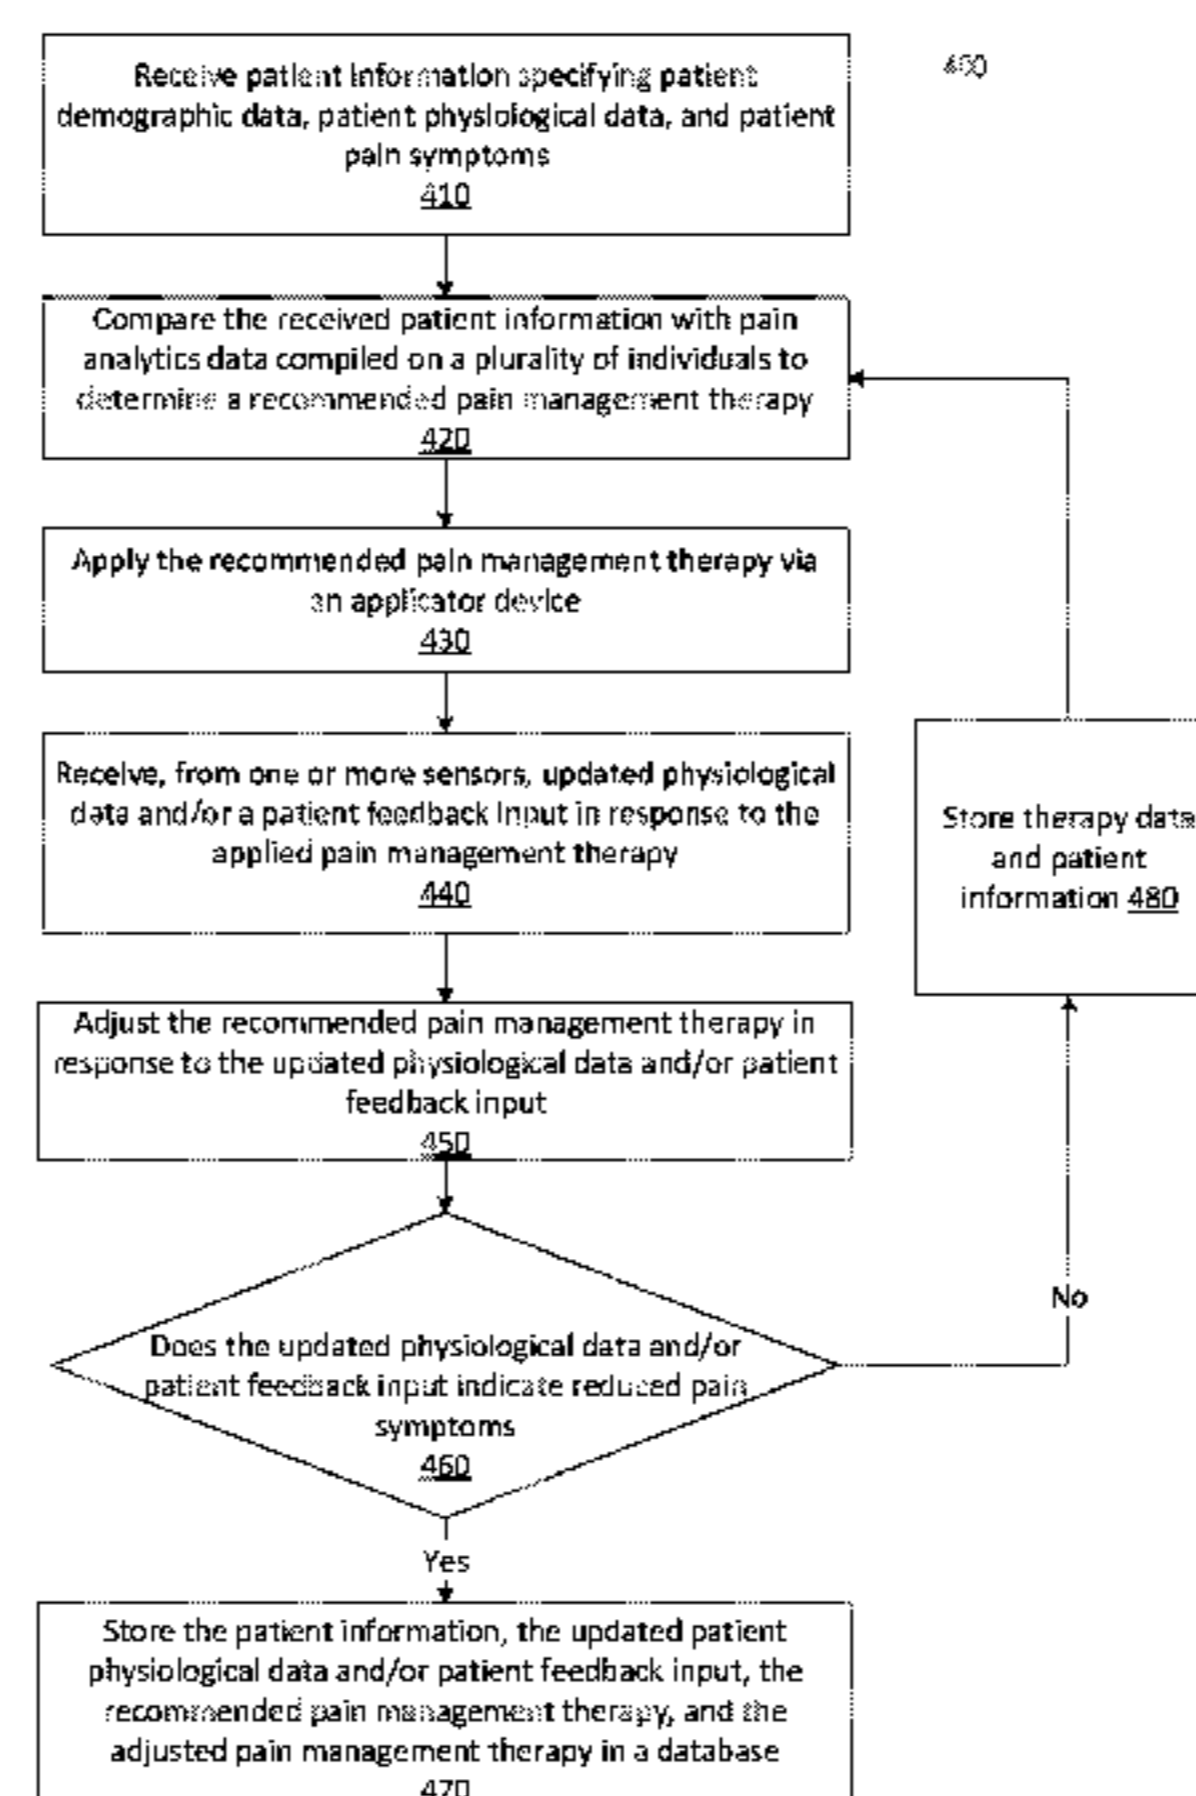 Receive patient information specifying patient
demographic data, patient physiological data, and patient
pain symptoms
410
400
Compare the received patient information with pain
analytics data compiled on a plurality of individuals to
determine a recommended pain management therapy
420
Apply the recommended pain management therapy via
an applicator device
430
Receive, from one or more sensors, updated physiological
data and/or a patient feedback input in response to the
applied pain management therapy
440
Store therapy data
and patient
information 480
Adjust the recommended pain management therapy in
response to the updated physiological data and/or patient
feedback input
450
No
Does the updated physiological data and/or
patient feedback input indicate reduced pain
symptoms
460
Yes
Store the patient information, the updated patient
physiological data and/or patient feedback input, the
recommended pain management therapy, and the
adjusted pain management therapy in a database
470